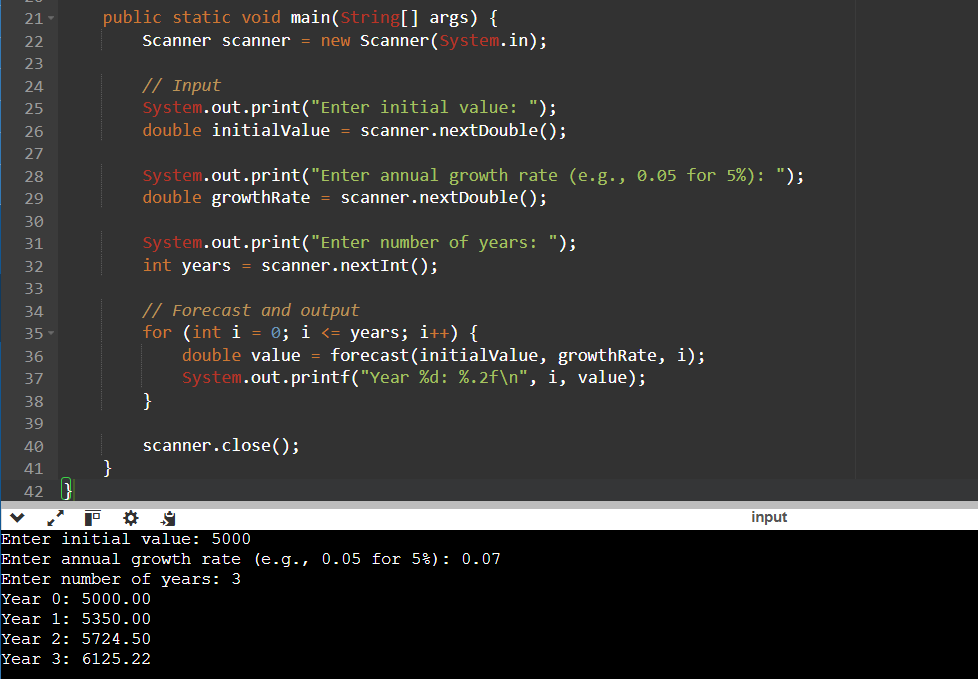 21 public static void main(String[] args) {
22 Scanner scanner = new Scanner(System.in);
23
24 // Input
25 System.out.print("Enter initial value: ");
26 double initialValue = scanner.nextDouble();
27
28 System.out.print("Enter annual growth rate (e.g., 0.05 for 5%): ");
29 double growthRate = scanner.nextDouble();
30
31 System.out.print("Enter number of years: ");
32 int years = scanner.nextInt();
33
34 // Forecast and output
35 for (int i = 0; i <= years; i++) {
36 double value = forecast(initialValue, growthRate, i);
37 System.out.printf("Year %d: %.2f\n", i, value);
38 }
39
40 scanner.close();
41 }
42 }
input
Enter initial value: 5000
Enter annual growth rate (e.g., 0.05 for 5%): 0.07
Enter number of years: 3
Year 0: 5000.00
Year 1: 5350.00
Year 2: 5724.50
Year 3: 6125.22